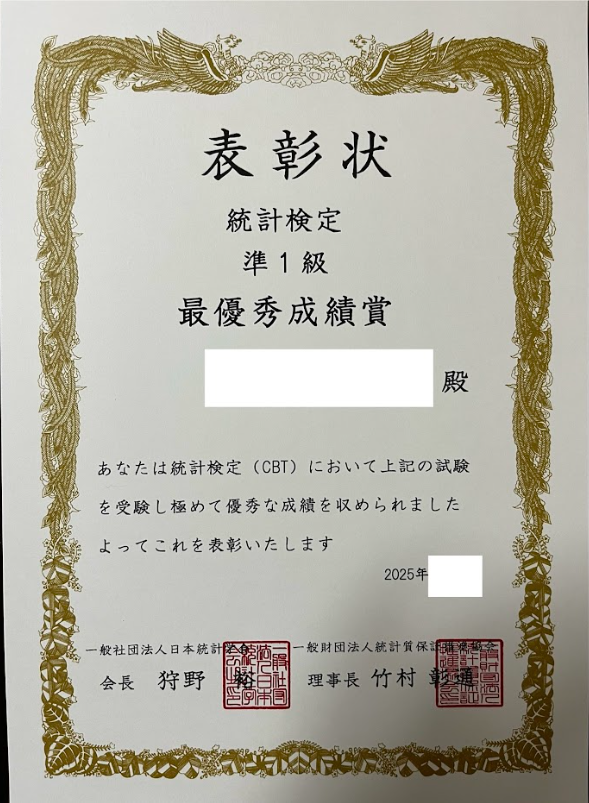 表彰状
統計検定
準1級
最優秀成績賞
殿
あなたは統計検定（CBT）において上記の試験
を受験し極めて優秀な成績を収められました
よってこれを表彰いたします
2025年
一般社団法人日本統計学会
一般財団法人統計質保証推進協会
会長 狩野 裕
理事長 竹村 彰通